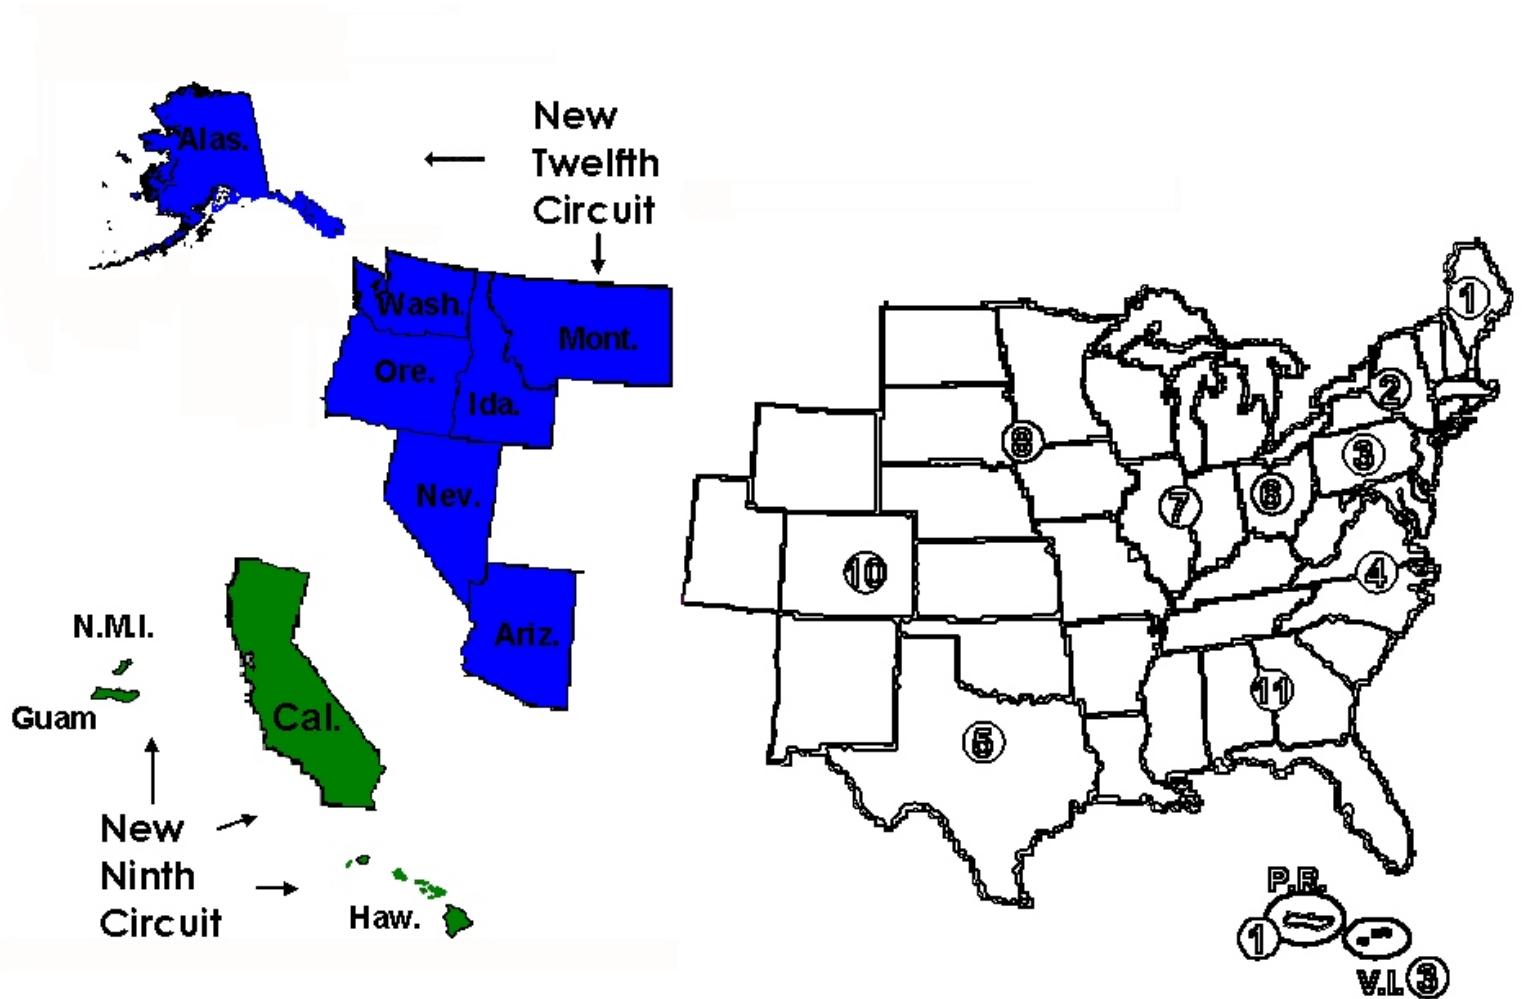 New
Twelfth
Circuit
Alas.
Wash.
Mont.
Ore.
Ida.
Nev.
Ariz.
N.M.I.
Guam
Cal.
New
Ninth
Circuit
Haw.
1
2
3
8
7
6
10
4
11
5
P.R.
1
V.I. 3